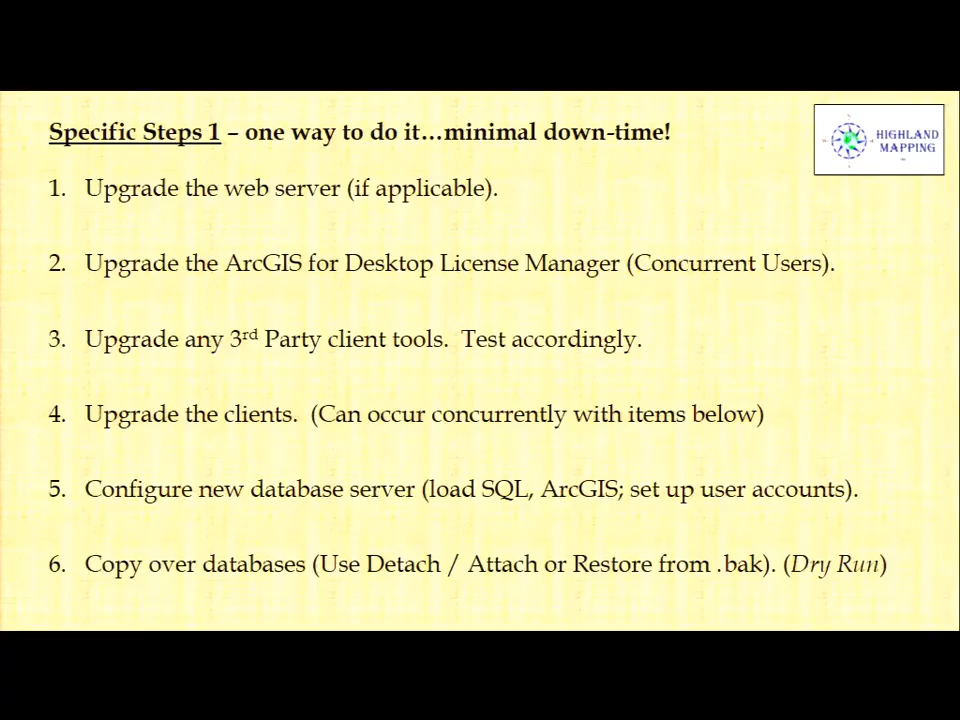 Specific Steps 1 – one way to do it…minimal down-time!
HIGHLAND
MAPPING
1. Upgrade the web server (if applicable).
2. Upgrade the ArcGIS for Desktop License Manager (Concurrent Users).
3. Upgrade any 3rd Party client tools.  Test accordingly.
4. Upgrade the clients.  (Can occur concurrently with items below)
5. Configure new database server (load SQL, ArcGIS; set up user accounts).
6. Copy over databases (Use Detach / Attach or Restore from .bak). (Dry Run)